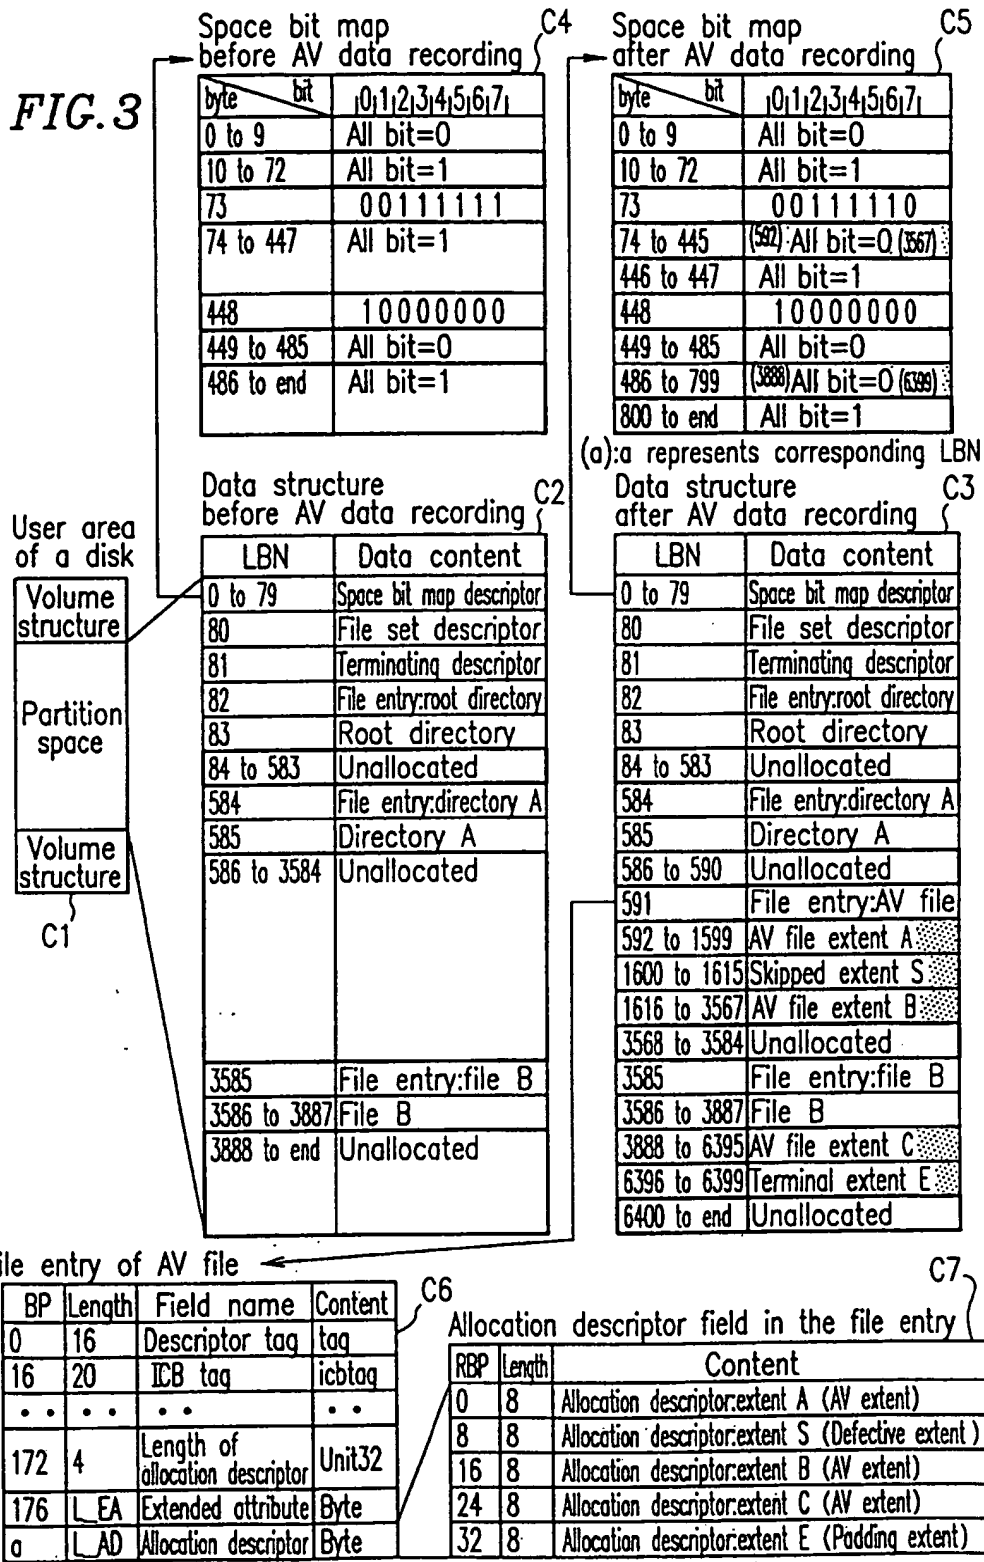 FIG. 3
Space bit map
before AV data recording
C4
byte bit 0 1 2 3 4 5 6 7
0 to 9 All bit=0
10 to 72 All bit=1
73 0 0 1 1 1 1 1 1
74 to 447 All bit=1
448 1 0 0 0 0 0 0 0
449 to 485 All bit=0
486 to end All bit=1
Space bit map
after AV data recording
C5
byte bit 0 1 2 3 4 5 6 7
0 to 9 All bit=0
10 to 72 All bit=1
73 0 0 1 1 1 1 1 0
74 to 445 (592) All bit=0 (3567)
446 to 447 All bit=1
448 1 0 0 0 0 0 0 0
449 to 485 All bit=0
486 to 799 (3888) All bit=0 (6399)
800 to end All bit=1
(a):a represents corresponding LBN
User area
of a disk
Volume
structure
Partition
space
Volume
structure
C1
Data structure
before AV data recording
C2
LBN Data content
0 to 79 Space bit map descriptor
80 File set descriptor
81 Terminating descriptor
82 File entry:root directory
83 Root directory
84 to 583 Unallocated
584 File entry:directory A
585 Directory A
586 to 3584 Unallocated
3585 File entry:file B
3586 to 3887 File B
3888 to end Unallocated
Data structure
after AV data recording
C3
LBN Data content
0 to 79 Space bit map descriptor
80 File set descriptor
81 Terminating descriptor
82 File entry:root directory
83 Root directory
84 to 583 Unallocated
584 File entry:directory A
585 Directory A
586 to 590 Unallocated
591 File entry:AV file
592 to 1599 AV file extent A
1600 to 1615 Skipped extent S
1616 to 3567 AV file extent B
3568 to 3584 Unallocated
3585 File entry:file B
3586 to 3887 File B
3888 to 6395 AV file extent C
6396 to 6399 Terminal extent E
6400 to end Unallocated
ile entry of AV file
C6
BP Length Field name Content
0 16 Descriptor tag tag
16 20 ICB tag icbtag
• • • • • • • •
172 4 Length of
allocation descriptor Unit32
176 L_EA Extended attribute Byte
a L_AD Allocation descriptor Byte
C7
Allocation descriptor field in the file entry
RBP Length Content
0 8 Allocation descriptor:extent A (AV extent)
8 8 Allocation descriptor:extent S (Defective extent)
16 8 Allocation descriptor:extent B (AV extent)
24 8 Allocation descriptor:extent C (AV extent)
32 8 Allocation descriptor:extent E (Padding extent)